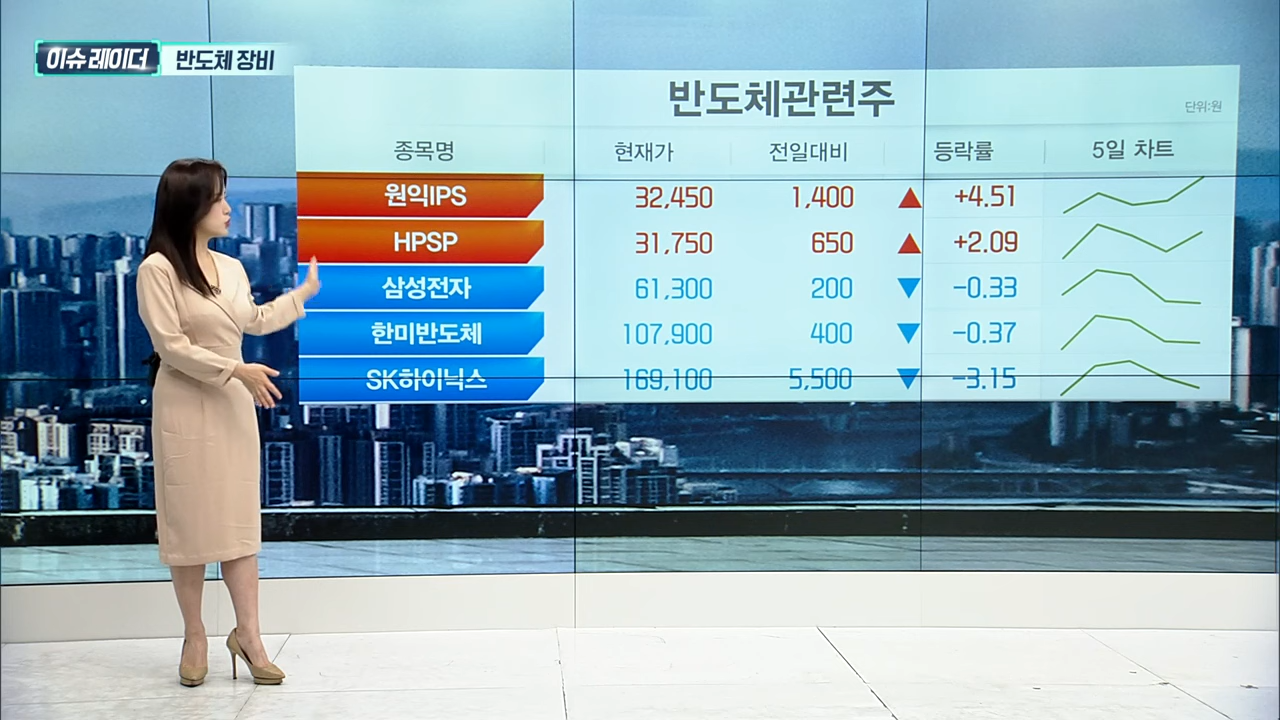 이슈레이더 반도체 장비
반도체관련주
단위:원
종목명 현재가 전일대비 등락률 5일 차트
원익IPS 32,450 1,400 ▲ +4.51
HPSP 31,750 650 ▲ +2.09
삼성전자 61,300 200 ▼ -0.33
한미반도체 107,900 400 ▼ -0.37
SK하이닉스 169,100 5,500 ▼ -3.15